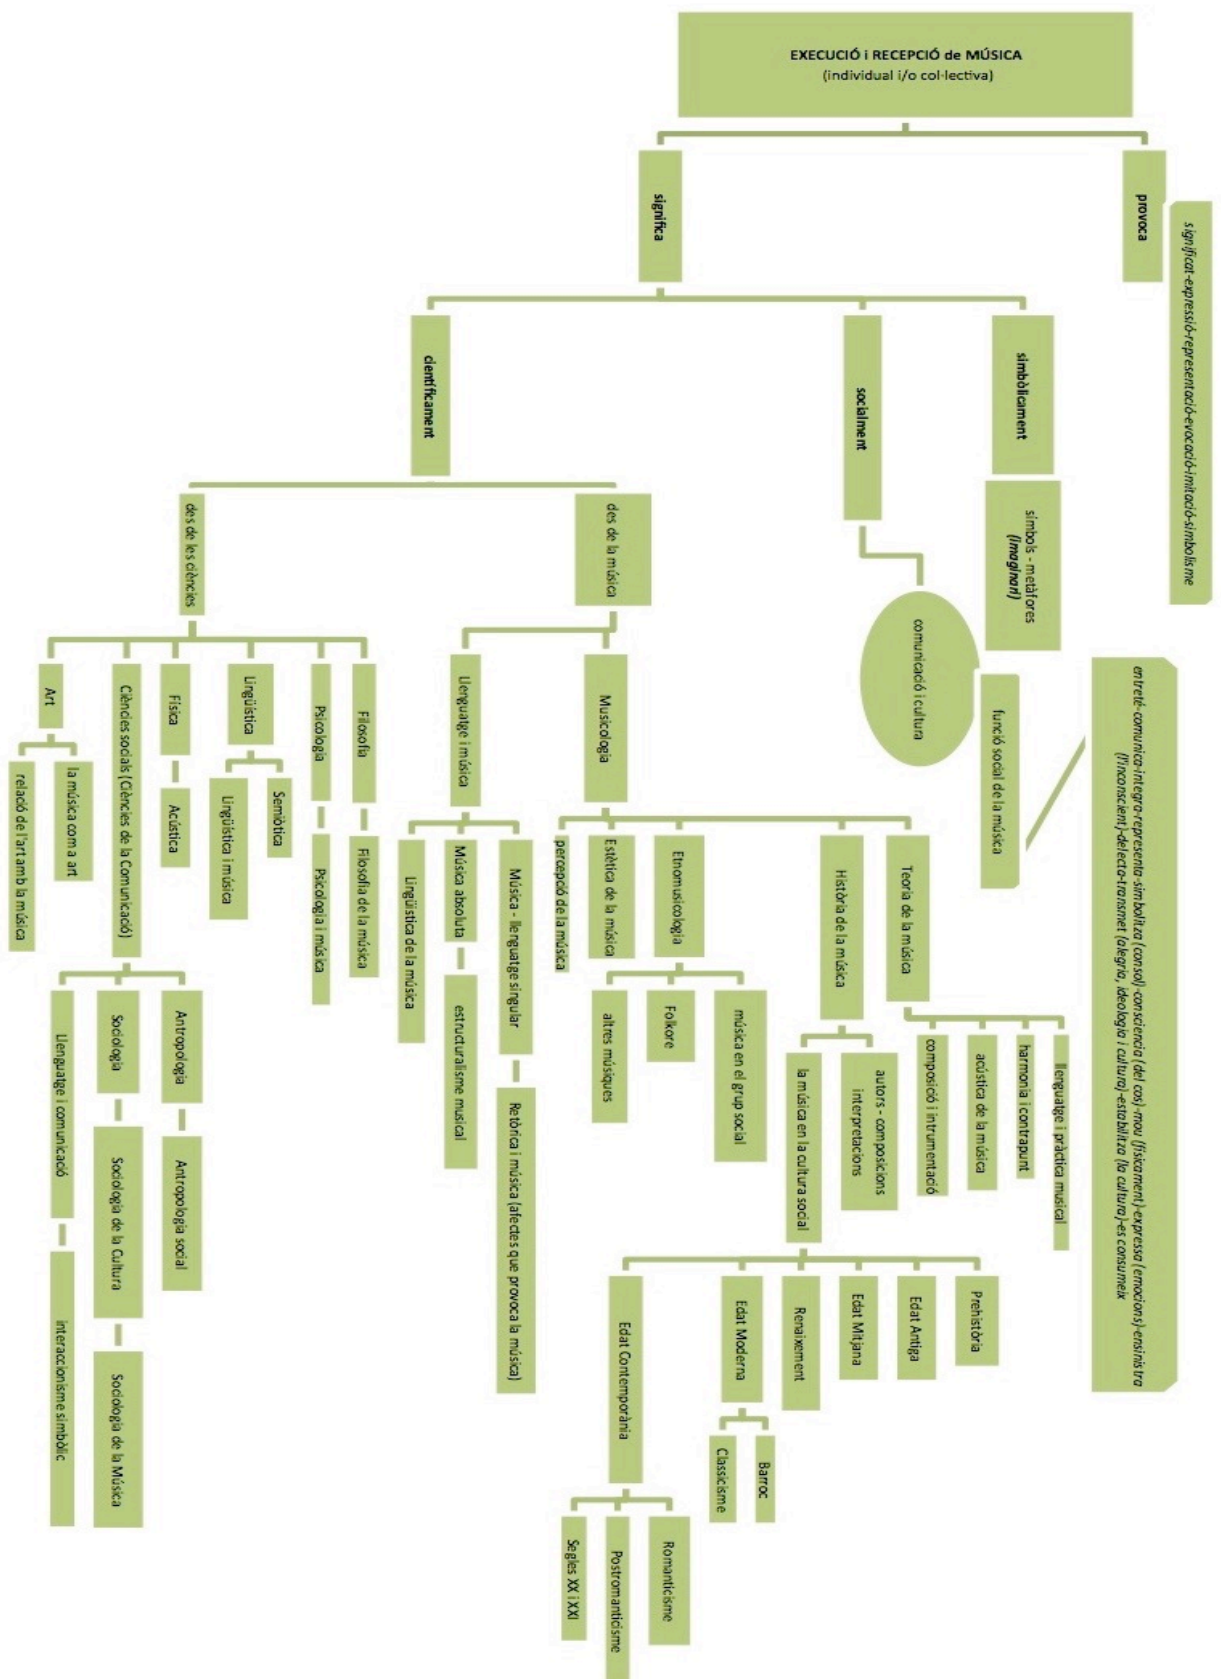 EXECUCIÓ i RECEPCIÓ de MÚSICA
(individual i/o col·lectiva)
provoca
significat-expressió-representació-evocació-imitació-simbolisme
significa
simbòlicament
símbols - metàfores
(imaginari)
socialment
comunicació i cultura
funció social de la música
entreté-comunica-integra-representa-simbolitza (consol)-consciencia (del cos)-mou (físicament)-expressa (emocions)-ensinistra
(l'inconscient)-delecta-transmet (alegria, ideologia i cultura)-estabilitza (la cultura)-es consumeix
científicament
des de la música
Musicologia
Teoria de la música
llenguatge i pràctica musical
harmonia i contrapunt
acústica de la música
composició i intrumentació
Història de la música
autors - composicions
interpretacions
la música en la cultura social
Prehistòria
Edat Antiga
Edat Mitjana
Renaixement
Edat Moderna
Barroc
Classicisme
Edat Contemporània
Romanticisme
Postromanticisme
Segles XX i XXI
Etnomusicologia
música en el grup social
Folkore
altres músiques
Estètica de la música
percepció de la música
Llenguatge i música
Música - llenguatge singular
Retòrica i música (afectes que provoca la música)
Música absoluta
estructuralisme musical
Lingüística de la música
des de les ciències
Filosofia
Filosofia de la música
Psicologia
Psicologia i música
Lingüística
Semiòtica
Lingüística i música
Física
Acústica
Ciències socials (Ciències de la Comunicació)
Antropologia
Antropologia social
Sociologia
Sociologia de la Cultura
Sociologia de la Música
Llenguatge i comunicació
interaccionisme simbòlic
Art
la música com a art
relació de l'art amb la música